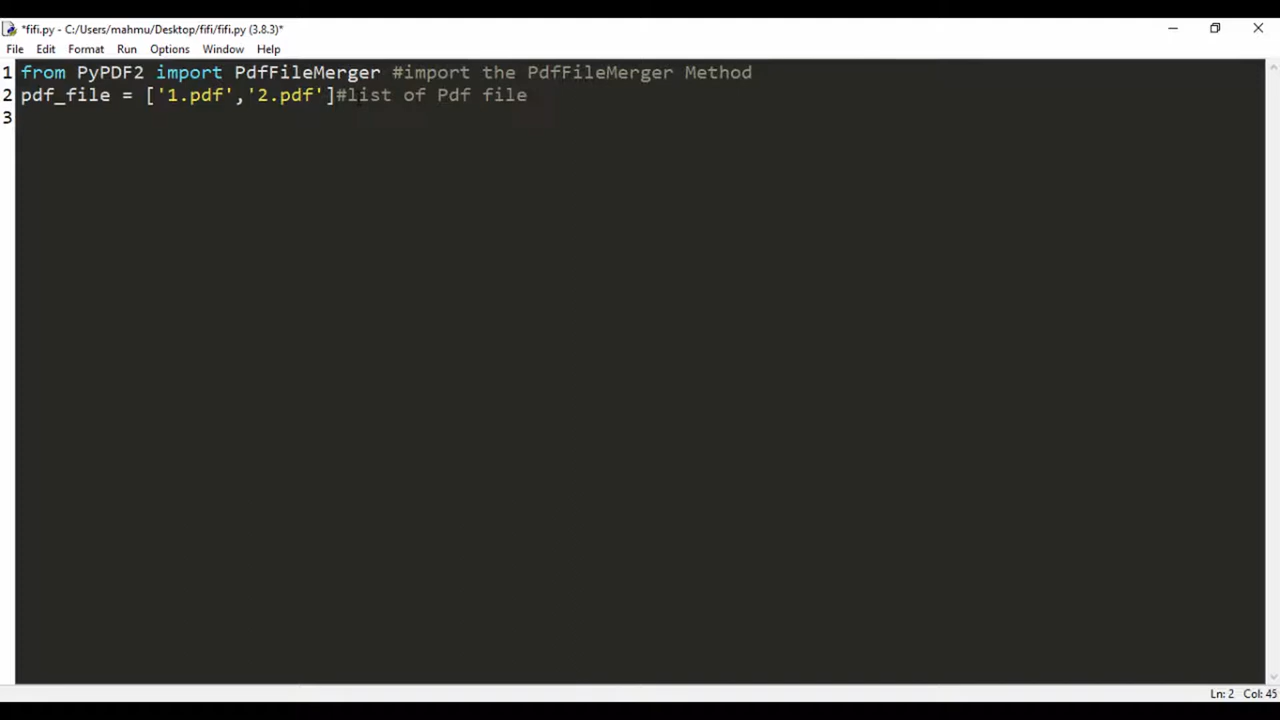 *fifi.py - C:/Users/mahmu/Desktop/fifi/fifi.py (3.8.3)*
File Edit Format Run Options Window Help
1 from PyPDF2 import PdfFileMerger #import the PdfFileMerger Method
2 pdf_file = ['1.pdf','2.pdf']#list of Pdf file
3
Ln: 2 Col: 45